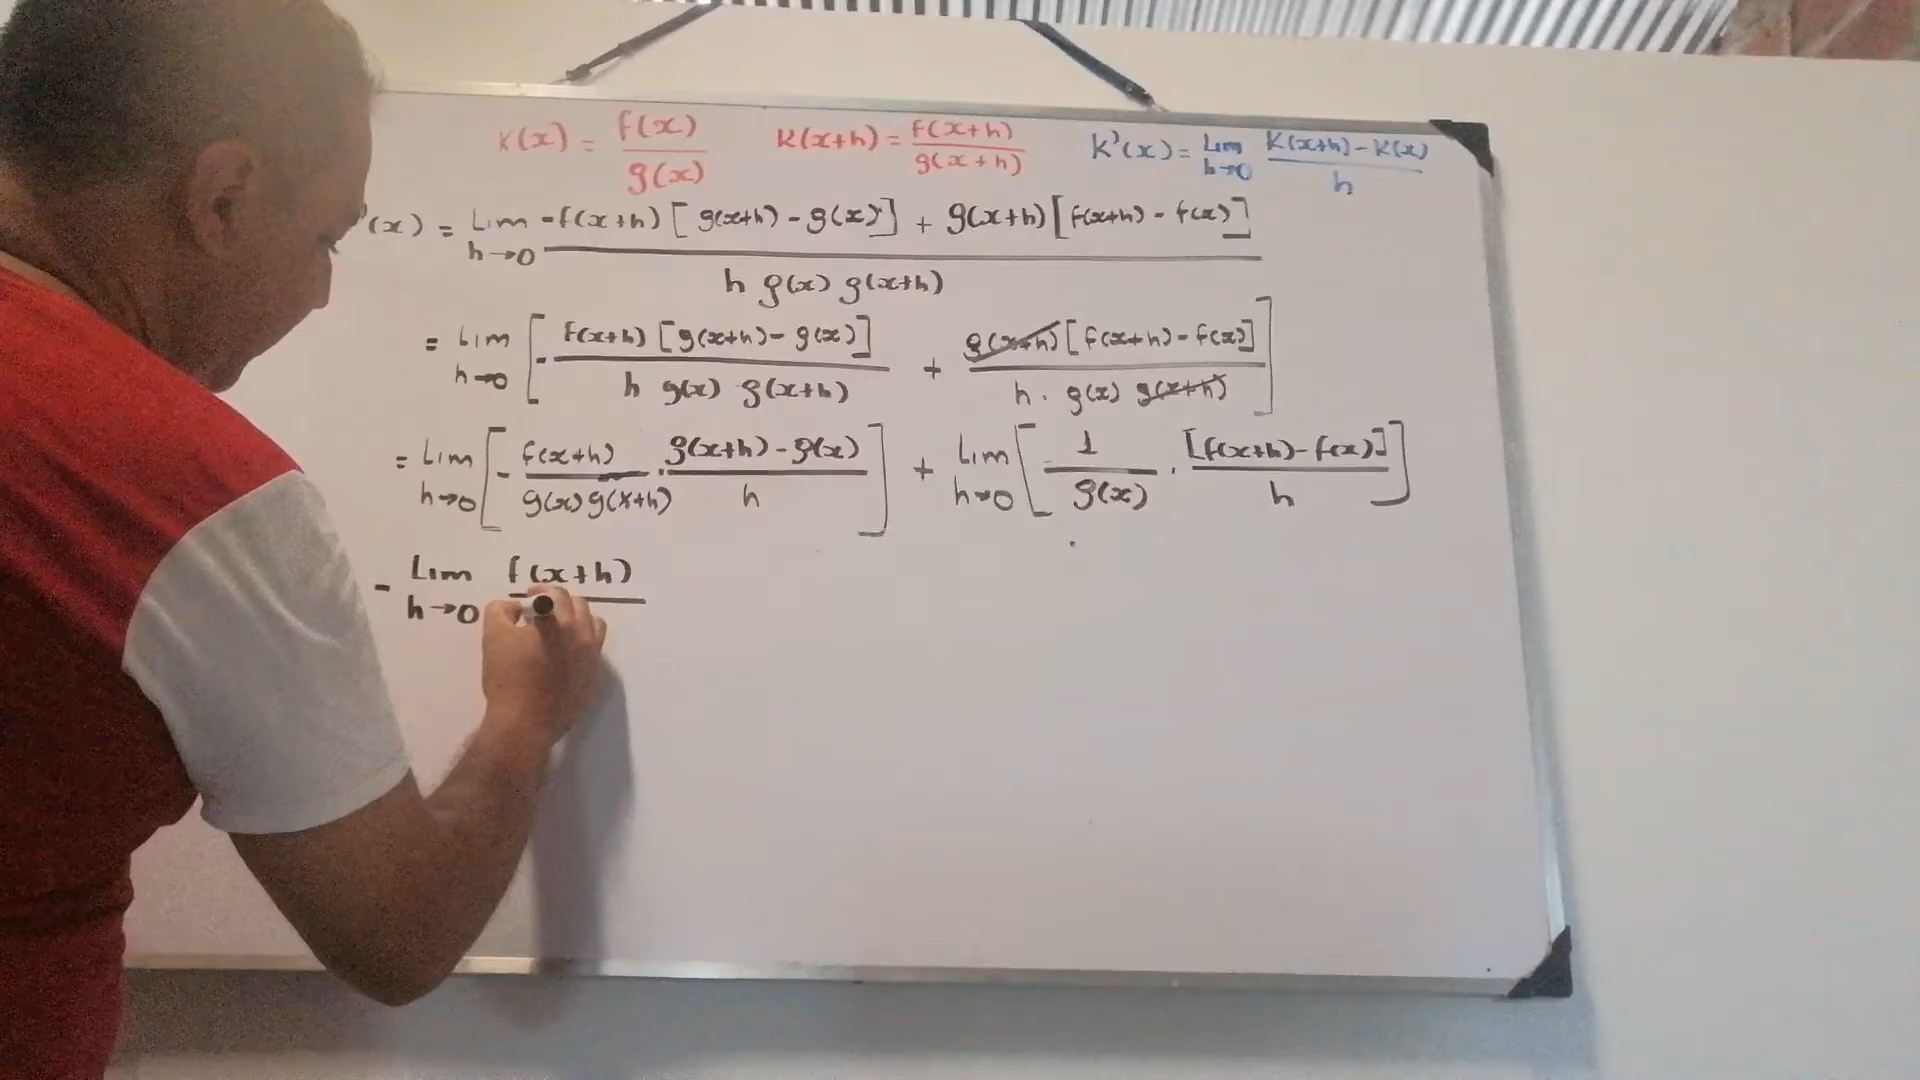 K(x) = f(x)/g(x)    K(x+h) = f(x+h)/g(x+h)    K'(x) = Lim h→0 (K(x+h) - K(x))/h
'(x) = Lim h→0 (-f(x+h) [g(x+h) - g(x)] + g(x+h) [f(x+h) - f(x)])/(h g(x) g(x+h))
= Lim h→0 [- (f(x+h) [g(x+h) - g(x)])/(h g(x) g(x+h)) + (g(x+h) [f(x+h) - f(x)])/(h · g(x) g(x+h))]
= Lim h→0 [- f(x+h)/(g(x) g(x+h)) · (g(x+h) - g(x))/h] + Lim h→0 [1/g(x) · [f(x+h) - f(x)]/h]
- Lim h→0 f(x+h)